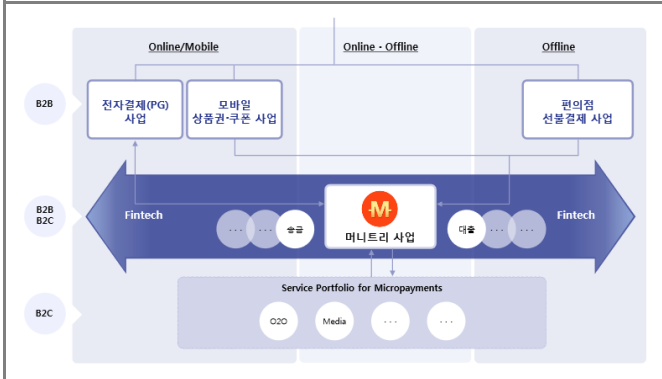 Online/Mobile
Online - Offline
Offline
B2B
전자결제(PG)
사업
모바일
상품권·쿠폰 사업
편의점
선불결제 사업
B2B
B2C
Fintech
. . .
. . .
송금
M
머니트리 사업
대출
. . .
. . .
Fintech
B2C
Service Portfolio for Micropayments
O2O
Media
. . .
. . .